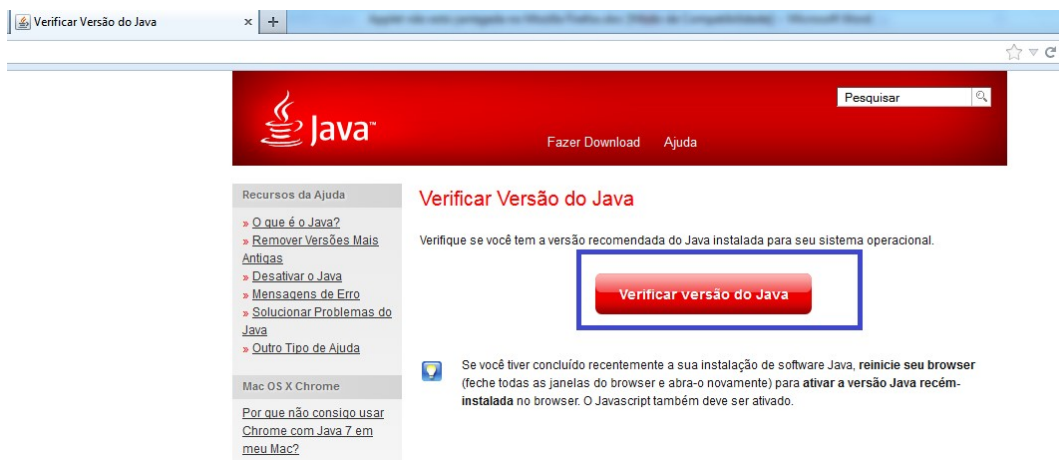 Verificar Versão do Java
Pesquisar
Java™
Fazer Download Ajuda
Recursos da Ajuda
» O que é o Java?
» Remover Versões Mais
Antigas
» Desativar o Java
» Mensagens de Erro
» Solucionar Problemas do
Java
» Outro Tipo de Ajuda
Mac OS X Chrome
Por que não consigo usar
Chrome com Java 7 em
meu Mac?
Verificar Versão do Java
Verifique se você tem a versão recomendada do Java instalada para seu sistema operacional.
Verificar versão do Java
Se você tiver concluído recentemente a sua instalação de software Java, reinicie seu browser
(feche todas as janelas do browser e abra-o novamente) para ativar a versão Java recém-
instalada no browser. O Javascript também deve ser ativado.